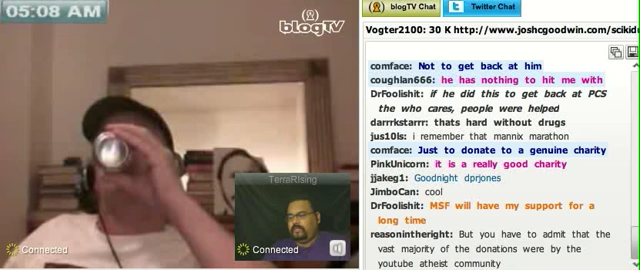 05:08 AM
blogTV
TerraRising
Connected
Connected
blogTV Chat
Twitter Chat
Vogter2100: 30 K http://www.joshcgoodwin.com/scikid
comface: Not to get back at him
coughlan666: he has nothing to hit me with
DrFoolishit: if he did this to get back at PCS
the who cares, people were helped
darrrkstarrr: thats hard without drugs
jus10ls: i remember that mannix marathon
comface: Just to donate to a genuine charity
PinkUnicorn: it is a really good charity
jjakeg1: Goodnight dprjones
JimboCan: cool
DrFoolishit: MSF will have my support for a
long time
reasonintheright: But you have to admit that the
vast majority of the donations were by the
youtube atheist community